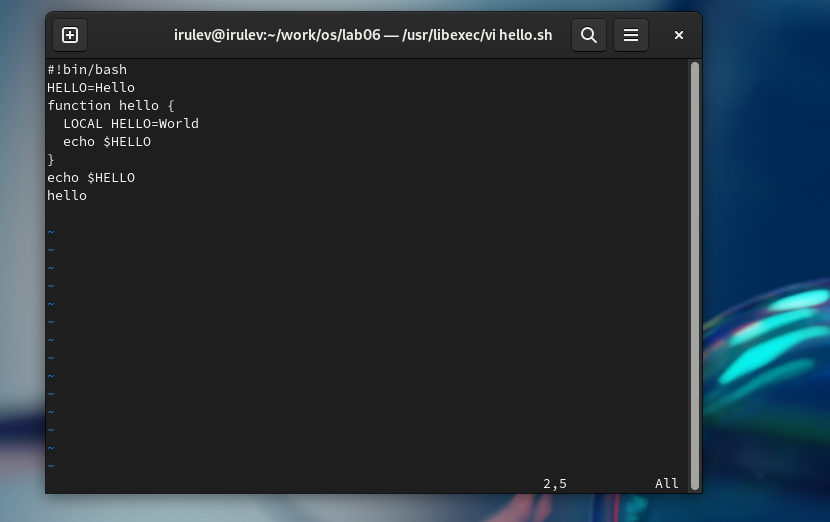 irulev@irulev:~/work/os/lab06 — /usr/libexec/vi hello.sh
#!bin/bash
HELLO=Hello
function hello {
  LOCAL HELLO=World
  echo $HELLO
}
echo $HELLO
hello
~
~
~
~
~
~
~
~
~
~
~
~
~
~
2,5 All